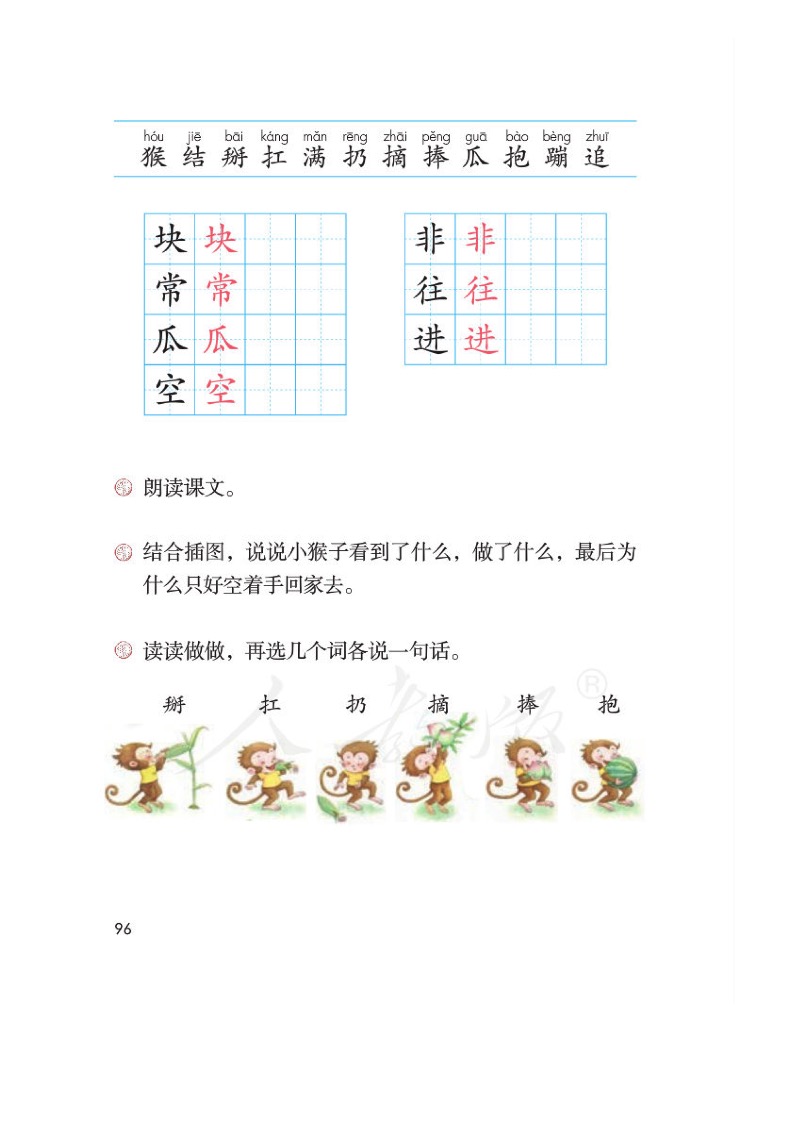 hóu jiē bāi káng mǎn rēng zhāi pěng guā bào bèng zhuī
猴 结 掰 扛 满 扔 摘 捧 瓜 抱 蹦 追
块 块 非 非
常 常 往 往
瓜 瓜 进 进
空 空
朗读课文。
结合插图，说说小猴子看到了什么，做了什么，最后为
什么只好空着手回家去。
读读做做，再选几个词各说一句话。
人教版®
掰 扛 扔 摘 捧 抱
96